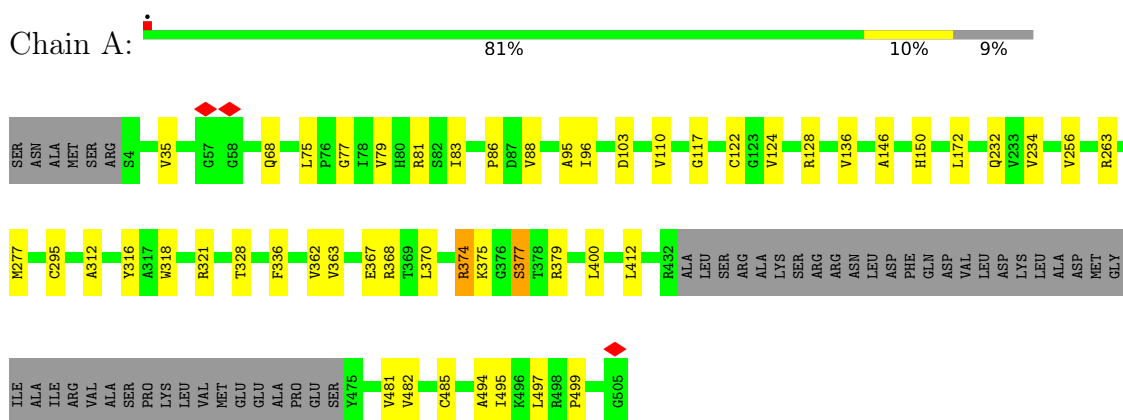 Chain A:
81% 10% 9%
SER ASN ALA MET SER ARG S4 V35 G57 G58 Q68 L75 P76 G77 I78 V79 H80 R81 S82 I83 P86 D87 V88 A95 I96 D103 V110 G117 C122 G123 V124 R128 V136 A146 H150 L172 Q232 V233 V234 V256 R263
M277 C295 A312 Y316 A317 W318 R321 T328 F336 V362 V363 E367 R368 T369 L370 R374 K375 G376 S377 T378 R379 L400 L412 R432 ALA LEU SER ARG ALA LYS SER ARG ARG ASN LEU ASP PHE GLN ASP VAL LEU ASP LYS LEU ALA ASP MET GLY
ILE ALA ILE ARG VAL ALA SER PRO LYS LEU VAL MET GLU GLU ALA PRO GLU SER Y475 V481 V482 C485 A494 I495 K496 L497 R498 P499 G505